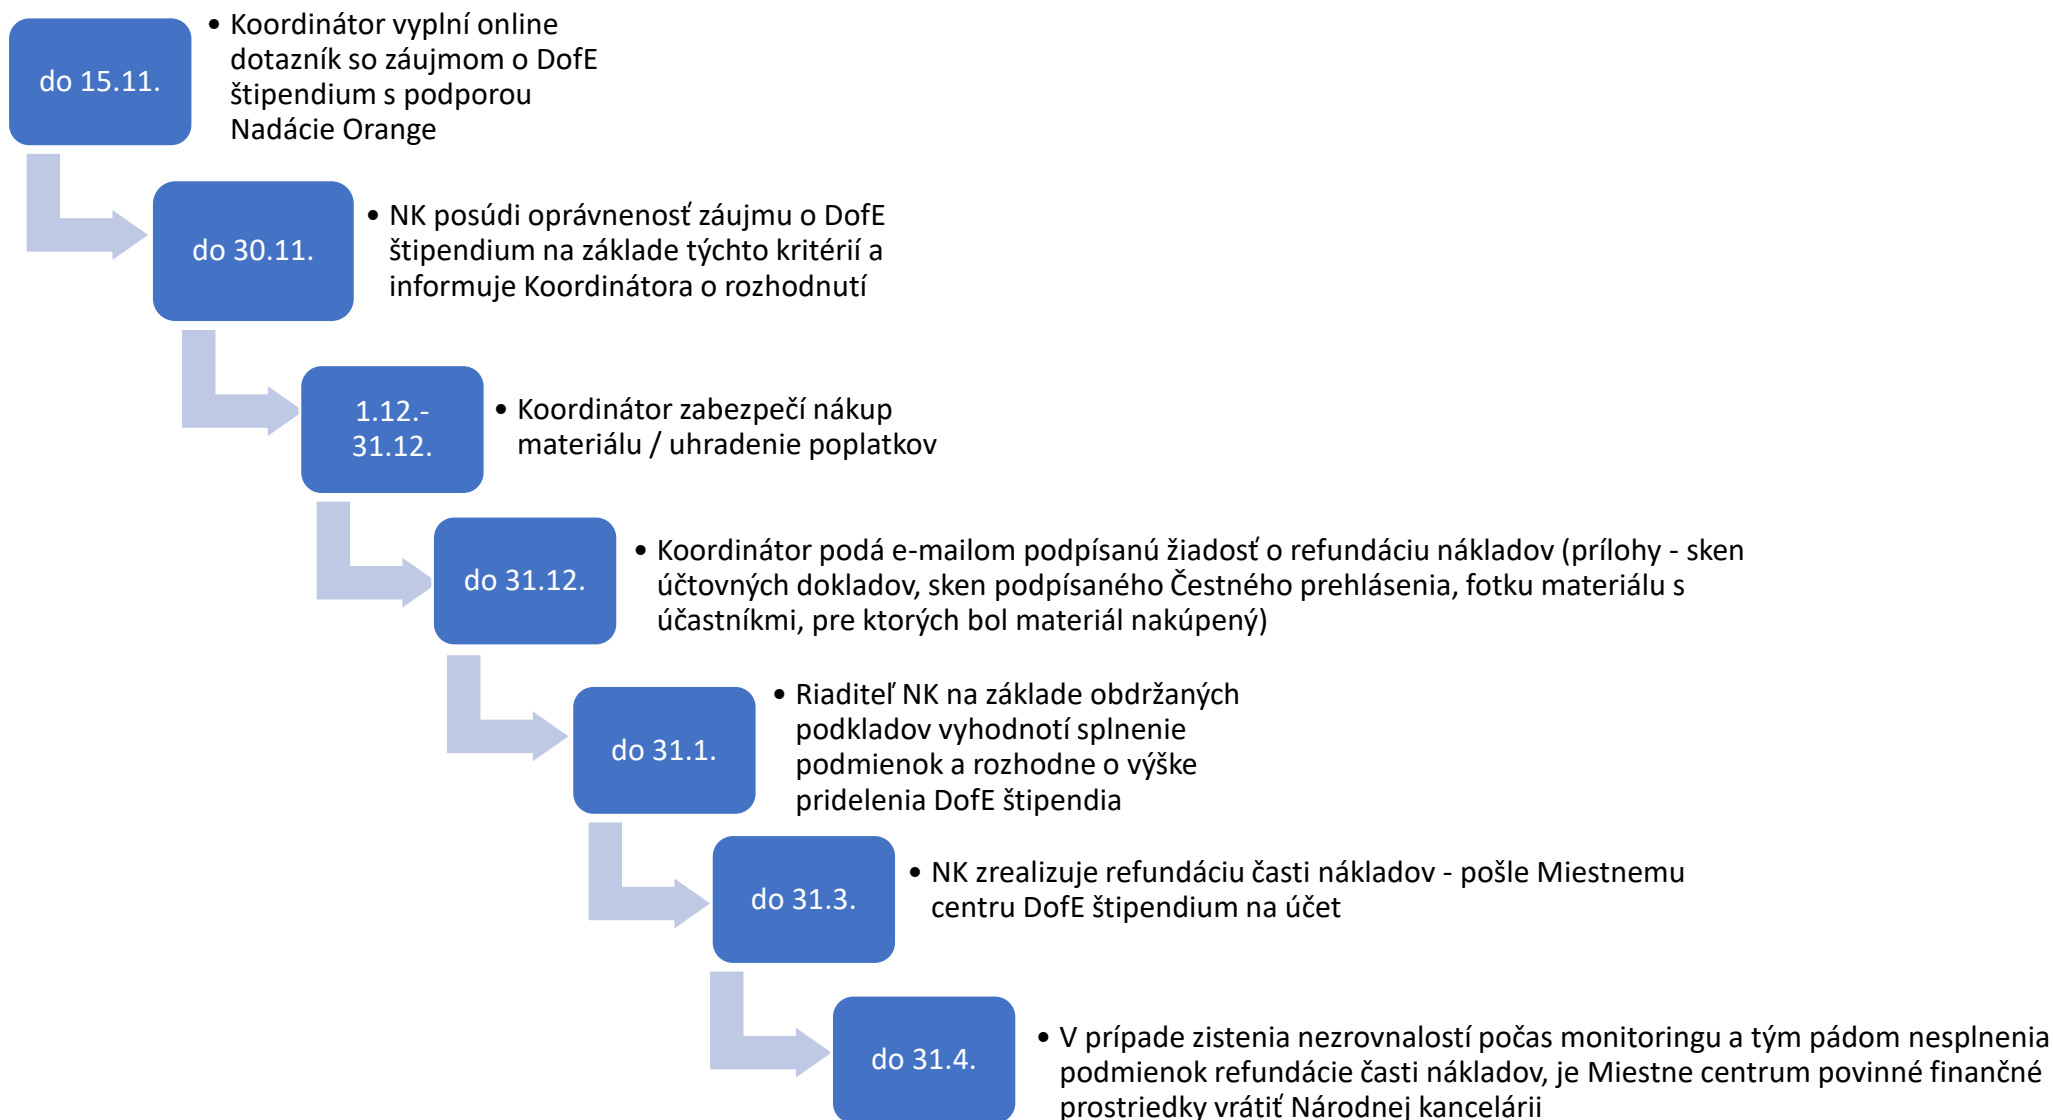 do 15.11.
• Koordinátor vyplní online
dotazník so záujmom o DofE
štipendium s podporou
Nadácie Orange
do 30.11.
• NK posúdi oprávnenosť záujmu o DofE
štipendium na základe týchto kritérií a
informuje Koordinátora o rozhodnutí
1.12.-
31.12.
• Koordinátor zabezpečí nákup
materiálu / uhradenie poplatkov
do 31.12.
• Koordinátor podá e-mailom podpísanú žiadosť o refundáciu nákladov (prílohy - sken
účtovných dokladov, sken podpísaného Čestného prehlásenia, fotku materiálu s
účastníkmi, pre ktorých bol materiál nakúpený)
do 31.1.
• Riaditeľ NK na základe obdržaných
podkladov vyhodnotí splnenie
podmienok a rozhodne o výške
pridelenia DofE štipendia
do 31.3.
• NK zrealizuje refundáciu časti nákladov - pošle Miestnemu
centru DofE štipendium na účet
do 31.4.
• V prípade zistenia nezrovnalostí počas monitoringu a tým pádom nesplnenia
podmienok refundácie časti nákladov, je Miestne centrum povinné finančné
prostriedky vrátiť Národnej kancelárii